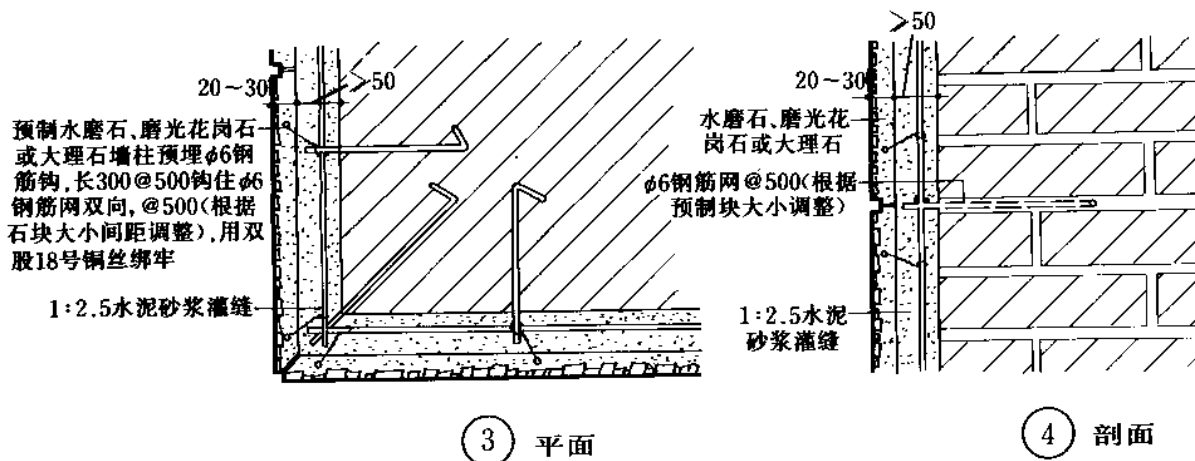 20~30
>50
预制水磨石、磨光花岗石
或大理石墙柱预埋ϕ6钢
筋钩,长300@500钩住ϕ6
钢筋网双向,@500(根据
石块大小间距调整),用双
股18号铜丝绑牢
1:2.5水泥砂浆灌缝
3 平面
>50
20~30
水磨石、磨光花
岗石或大理石
ϕ6钢筋网@500(根据
预制块大小调整)
1:2.5水泥
砂浆灌缝
4 剖面